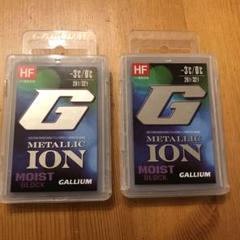 HF
-3℃/0℃
G
METALLIC
ION
MOIST
BLOCK
GALLIUM
HF
-3℃/0℃
G
METALLIC
ION
MOIST
BLOCK
GALLIUM